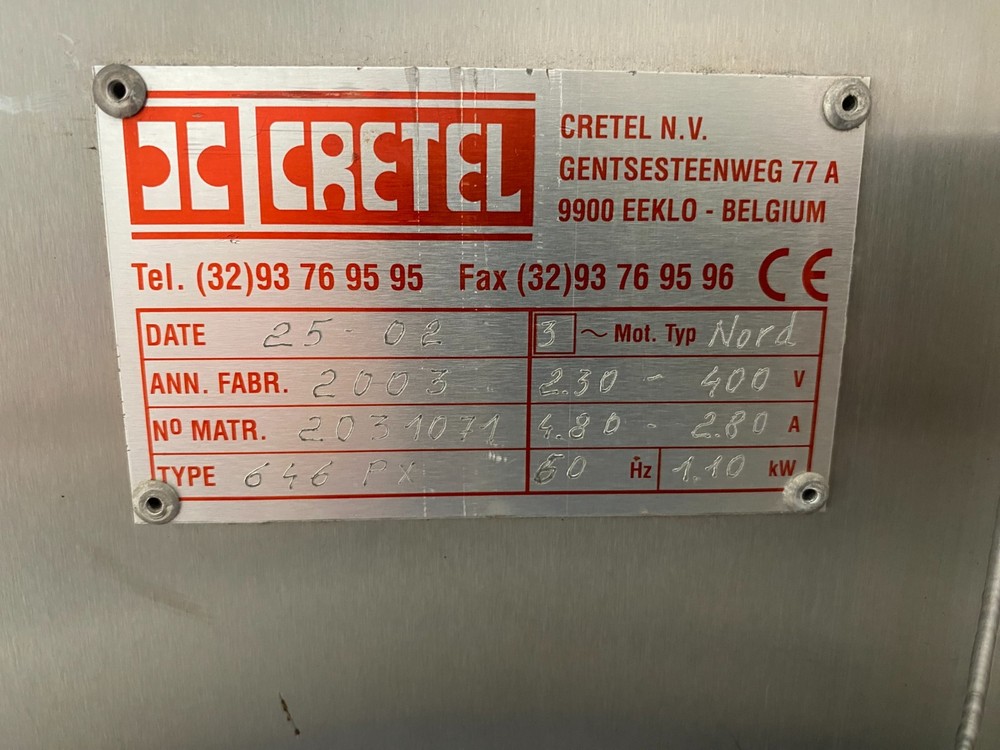 CRETEL
CRETEL N.V.
GENTSESTEENWEG 77 A
9900 EEKLO - BELGIUM
Tel. (32)93 76 95 95 Fax (32)93 76 95 96 CE
DATE 25-02 3 ~ Mot. Typ Nord
ANN. FABR. 2003 230 - 400 V
Nº MATR. 2031071 4.80 - 2.80 A
TYPE 646 PX Hz 1.10 kW